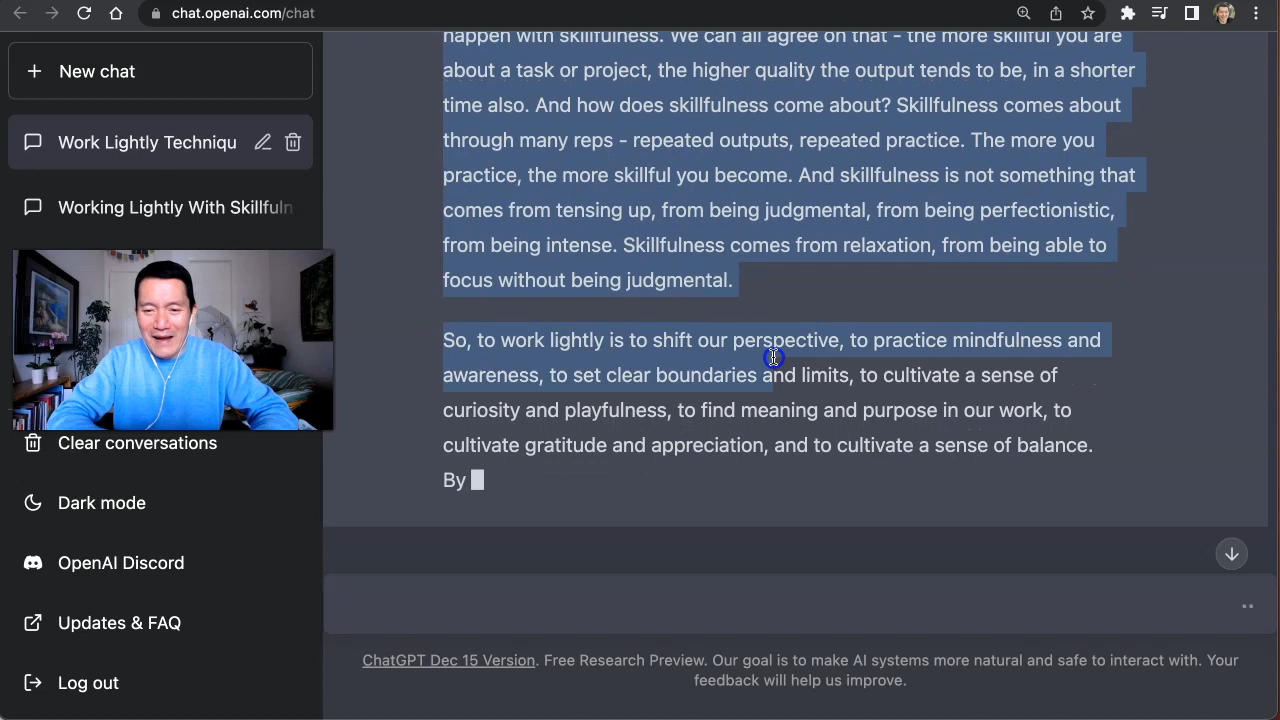 chat.openai.com/chat
New chat
Work Lightly Techniqu
Working Lightly With Skillfuln
Clear conversations
Dark mode
OpenAI Discord
Updates & FAQ
Log out
happen with skillfulness. We can all agree on that - the more skillful you are
about a task or project, the higher quality the output tends to be, in a shorter
time also. And how does skillfulness come about? Skillfulness comes about
through many reps - repeated outputs, repeated practice. The more you
practice, the more skillful you become. And skillfulness is not something that
comes from tensing up, from being judgmental, from being perfectionistic,
from being intense. Skillfulness comes from relaxation, from being able to
focus without being judgmental.
So, to work lightly is to shift our perspective, to practice mindfulness and
awareness, to set clear boundaries and limits, to cultivate a sense of
curiosity and playfulness, to find meaning and purpose in our work, to
cultivate gratitude and appreciation, and to cultivate a sense of balance.
By
ChatGPT Dec 15 Version. Free Research Preview. Our goal is to make AI systems more natural and safe to interact with. Your
feedback will help us improve.